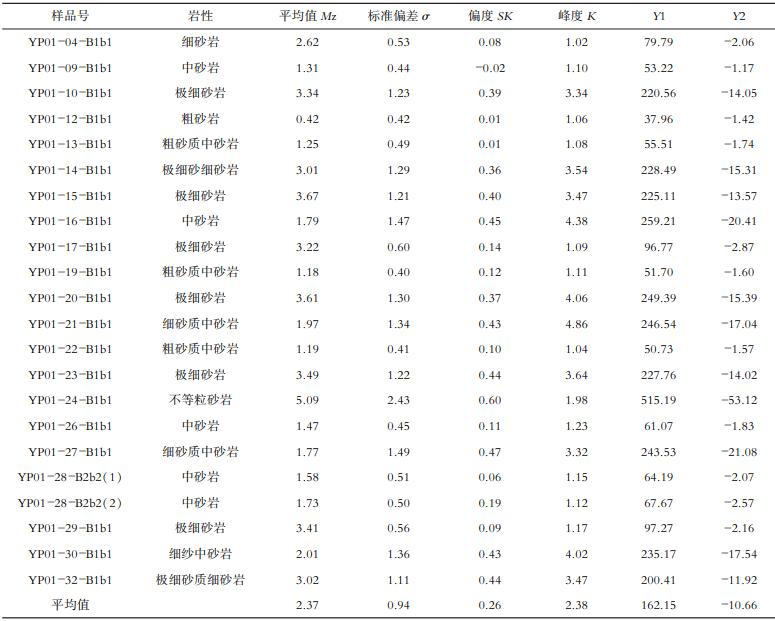 样品号 岩性 平均值 Mz 标准偏差 σ 偏度 SK 峰度 K Y1 Y2
YP01-04-B1b1 细砂岩 2.62 0.53 0.08 1.02 79.79 -2.06
YP01-09-B1b1 中砂岩 1.31 0.44 -0.02 1.10 53.22 -1.17
YP01-10-B1b1 极细砂岩 3.34 1.23 0.39 3.34 220.56 -14.05
YP01-12-B1b1 粗砂岩 0.42 0.42 0.01 1.06 37.96 -1.42
YP01-13-B1b1 粗砂质中砂岩 1.25 0.49 0.01 1.08 55.51 -1.74
YP01-14-B1b1 极细砂细砂岩 3.01 1.29 0.36 3.54 228.49 -15.31
YP01-15-B1b1 极细砂岩 3.67 1.21 0.40 3.47 225.11 -13.57
YP01-16-B1b1 中砂岩 1.79 1.47 0.45 4.38 259.21 -20.41
YP01-17-B1b1 极细砂岩 3.22 0.60 0.14 1.09 96.77 -2.87
YP01-19-B1b1 粗砂质中砂岩 1.18 0.40 0.12 1.11 51.70 -1.60
YP01-20-B1b1 极细砂岩 3.61 1.30 0.37 4.06 249.39 -15.39
YP01-21-B1b1 细砂质中砂岩 1.97 1.34 0.43 4.86 246.54 -17.04
YP01-22-B1b1 粗砂质中砂岩 1.19 0.41 0.10 1.04 50.73 -1.57
YP01-23-B1b1 极细砂岩 3.49 1.22 0.44 3.64 227.76 -14.02
YP01-24-B1b1 不等粒砂岩 5.09 2.43 0.60 1.98 515.19 -53.12
YP01-26-B1b1 中砂岩 1.47 0.45 0.11 1.23 61.07 -1.83
YP01-27-B1b1 细砂质中砂岩 1.77 1.49 0.47 3.32 243.53 -21.08
YP01-28-B2b2(1) 中砂岩 1.58 0.51 0.06 1.15 64.19 -2.07
YP01-28-B2b2(2) 中砂岩 1.73 0.50 0.19 1.12 67.67 -2.57
YP01-29-B1b1 极细砂岩 3.41 0.56 0.09 1.17 97.27 -2.16
YP01-30-B1b1 细纱中砂岩 2.01 1.36 0.43 4.02 235.17 -17.54
YP01-32-B1b1 极细砂质细砂岩 3.02 1.11 0.44 3.47 200.41 -11.92
平均值 2.37 0.94 0.26 2.38 162.15 -10.66